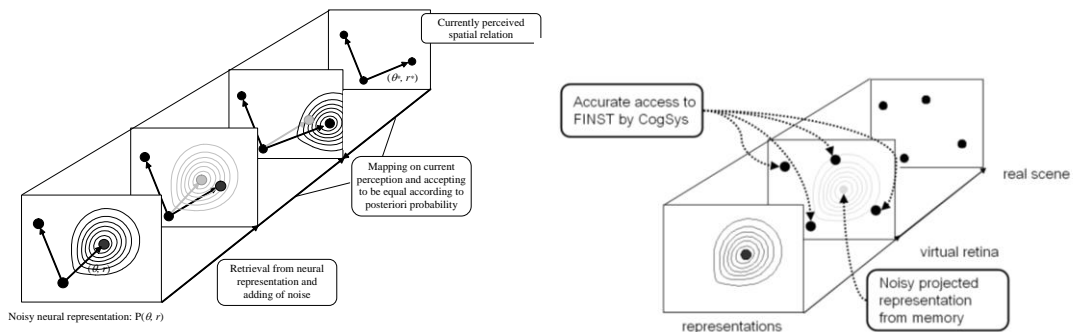 Currently perceived
spatial relation
(θ*, r*)
Mapping on current
perception and accepting
to be equal according to
posteriori probability
(θ, r)
Retrieval from neural
representation and
adding of noise
Noisy neural representation: P(θ, r)
Accurate access to
FINST by CogSys
real scene
virtual retina
Noisy projected
representation
from memory
representations